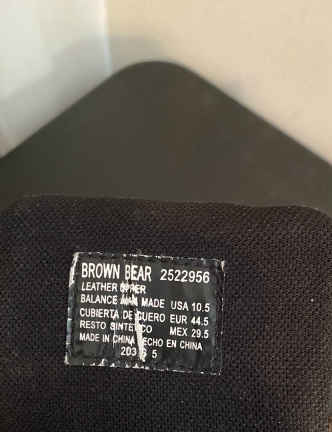 BROWN BEAR 2522956
LEATHER UPPER
BALANCE MAN MADE USA 10.5
CUBIERTA DE CUERO EUR 44.5
RESTO SINTETICO MEX 29.5
MADE IN CHINA HECHO EN CHINA
5